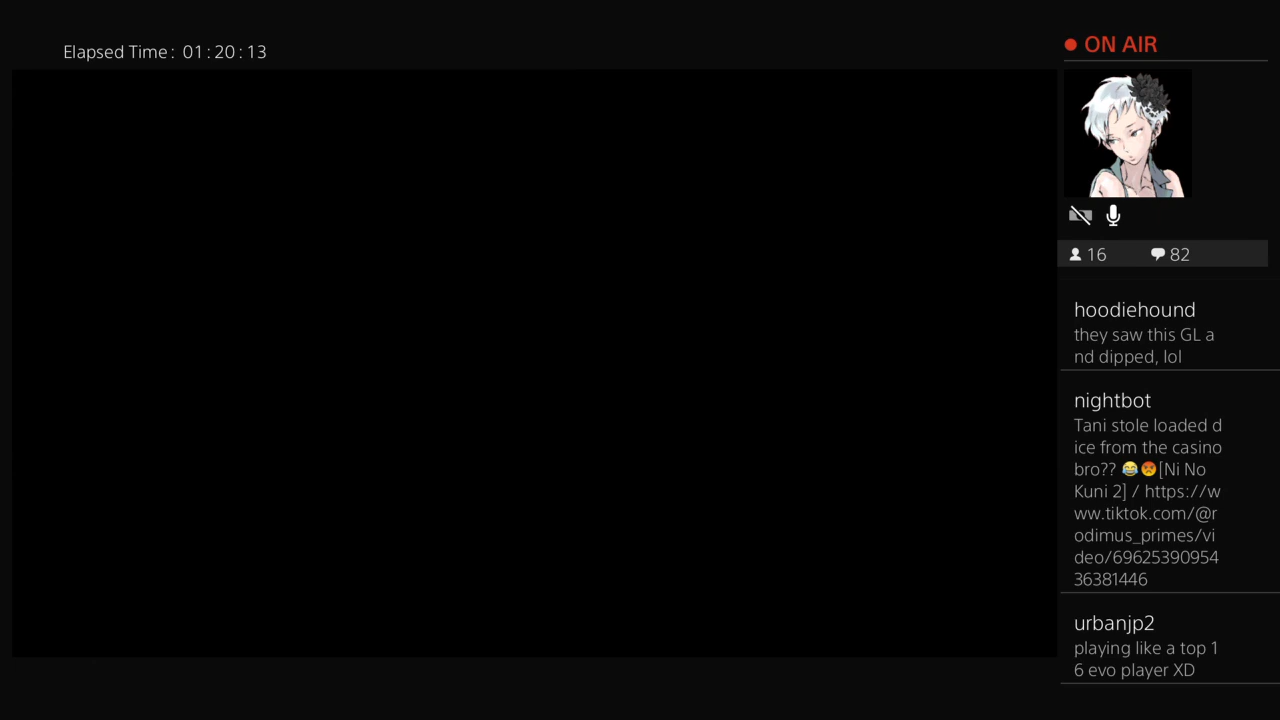 Elapsed Time: 01:20:13
ON AIR
16 82
hoodiehound
they saw this GL a
nd dipped, lol
nightbot
Tani stole loaded d
ice from the casino
bro?? 😂😡[Ni No
Kuni 2] / https://w
ww.tiktok.com/@r
odimus_primes/vi
deo/69625390954
36381446
urbanjp2
playing like a top 1
6 evo player XD